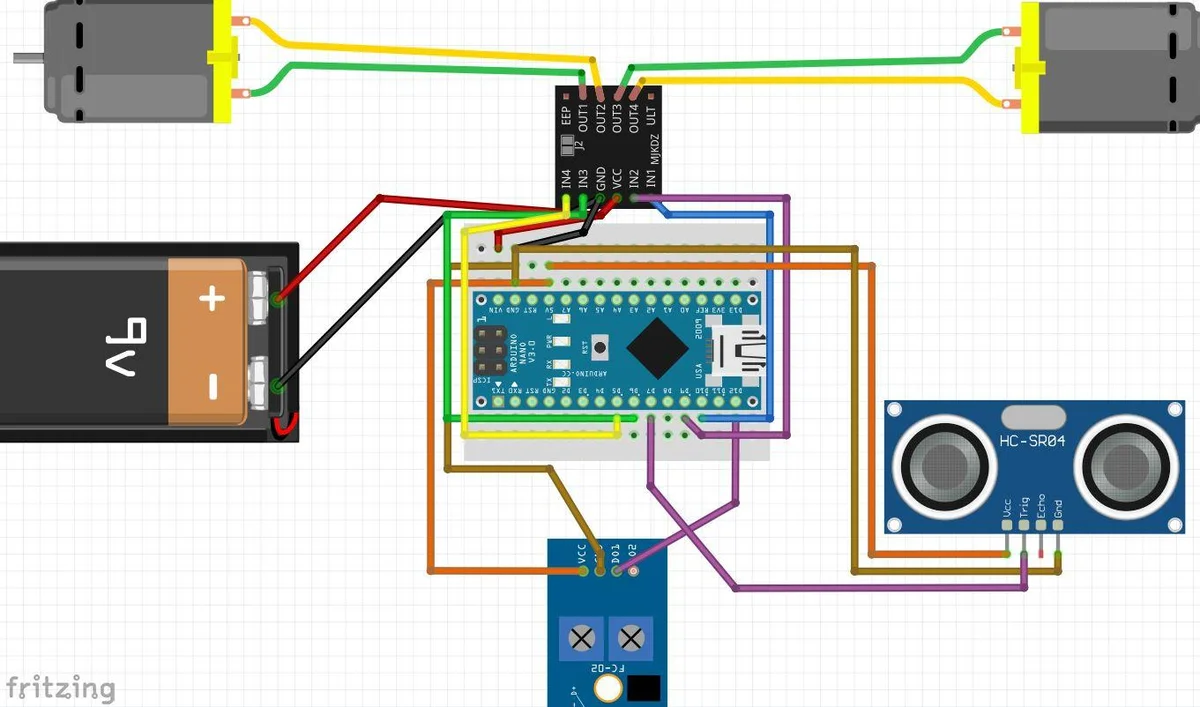 EEP
OUT1
OUT2
OUT3
OUT4
ULT
J2
MJKDZ
IN4
IN3
GND
VCC
IN2
IN1
+
-
9V
VIN
GND
RST
5V
A7
A6
A5
A4
A3
A2
A1
A0
REF
3V3
D13
1
L
PWR
RX
TX
ICSP
ARDUINO
NANO
V3.0
RST
ARDUINO.CC
2009
USA
TX1
RXD
RST
GND
D2
D3
D4
D5
D6
D7
D8
D9
D10
D11
D12
HC-SR04
Vcc
Trig
Echo
Gnd
VCC
DO1
FC-02
D+
fritzing